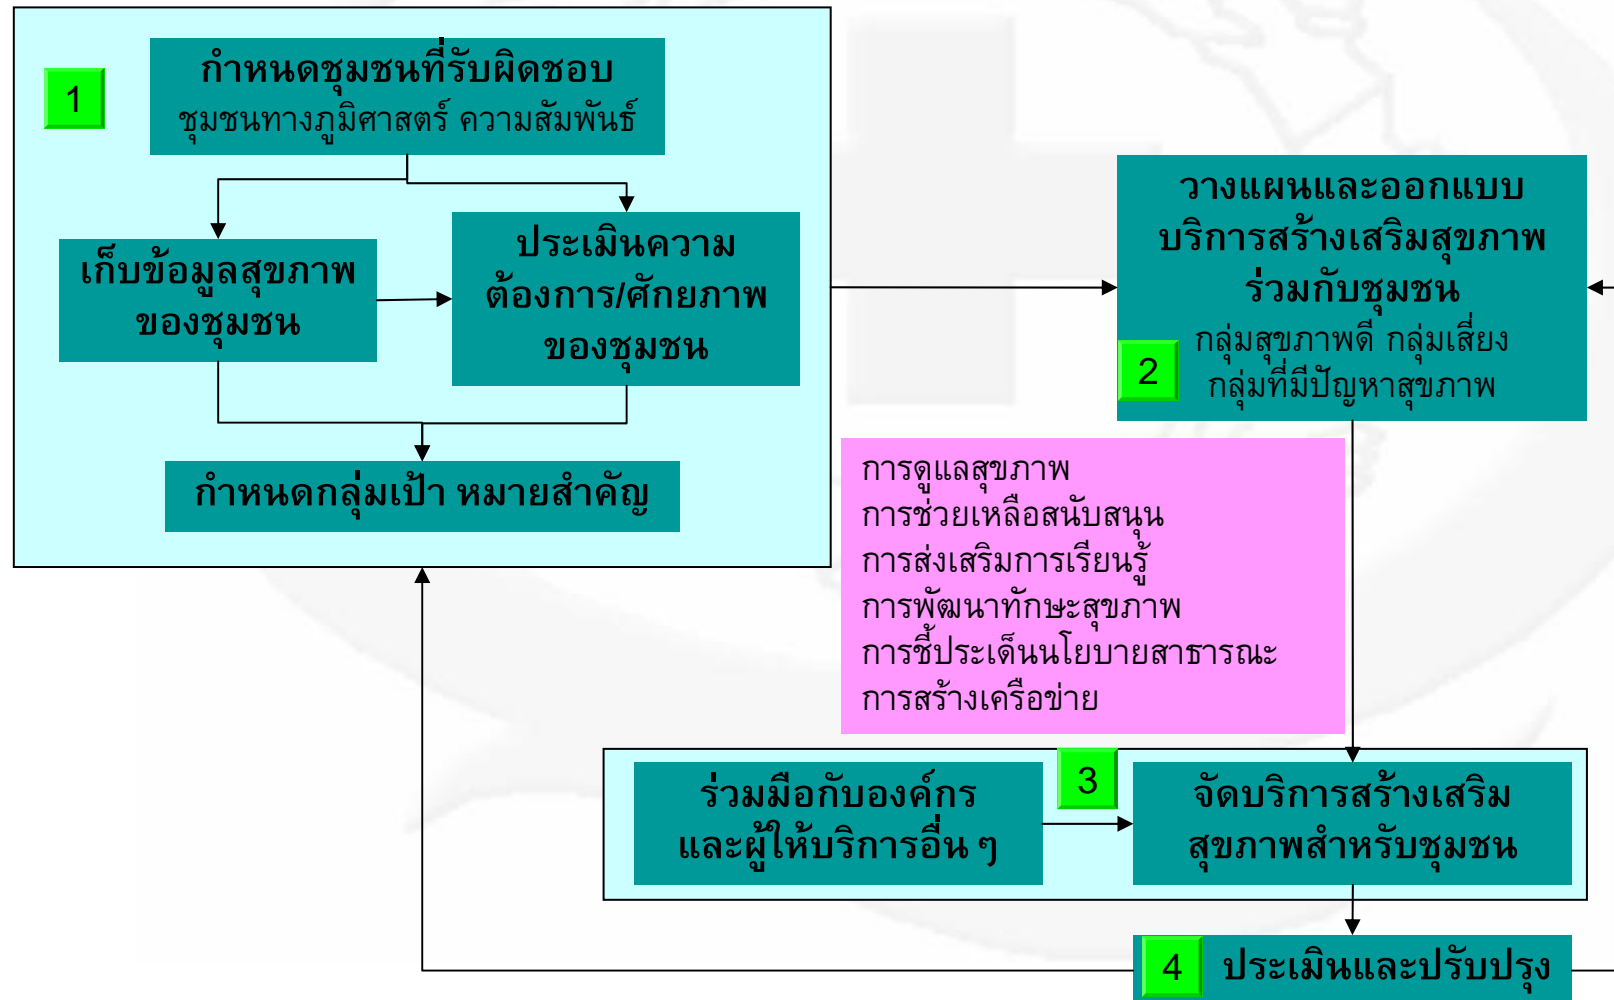 1
กำหนดชุมชนที่รับผิดชอบ
ชุมชนทางภูมิศาสตร์ ความสัมพันธ์
เก็บข้อมูลสุขภาพ
ของชุมชน
ประเมินความ
ต้องการ/ศักยภาพ
ของชุมชน
กำหนดกลุ่มเป้า หมายสำคัญ
วางแผนและออกแบบ
บริการสร้างเสริมสุขภาพ
ร่วมกับชุมชน
กลุ่มสุขภาพดี กลุ่มเสี่ยง
กลุ่มที่มีปัญหาสุขภาพ
2
การดูแลสุขภาพ
การช่วยเหลือสนับสนุน
การส่งเสริมการเรียนรู้
การพัฒนาทักษะสุขภาพ
การชี้ประเด็นนโยบายสาธารณะ
การสร้างเครือข่าย
ร่วมมือกับองค์กร
และผู้ให้บริการอื่น ๆ
3
จัดบริการสร้างเสริม
สุขภาพสำหรับชุมชน
4
ประเมินและปรับปรุง